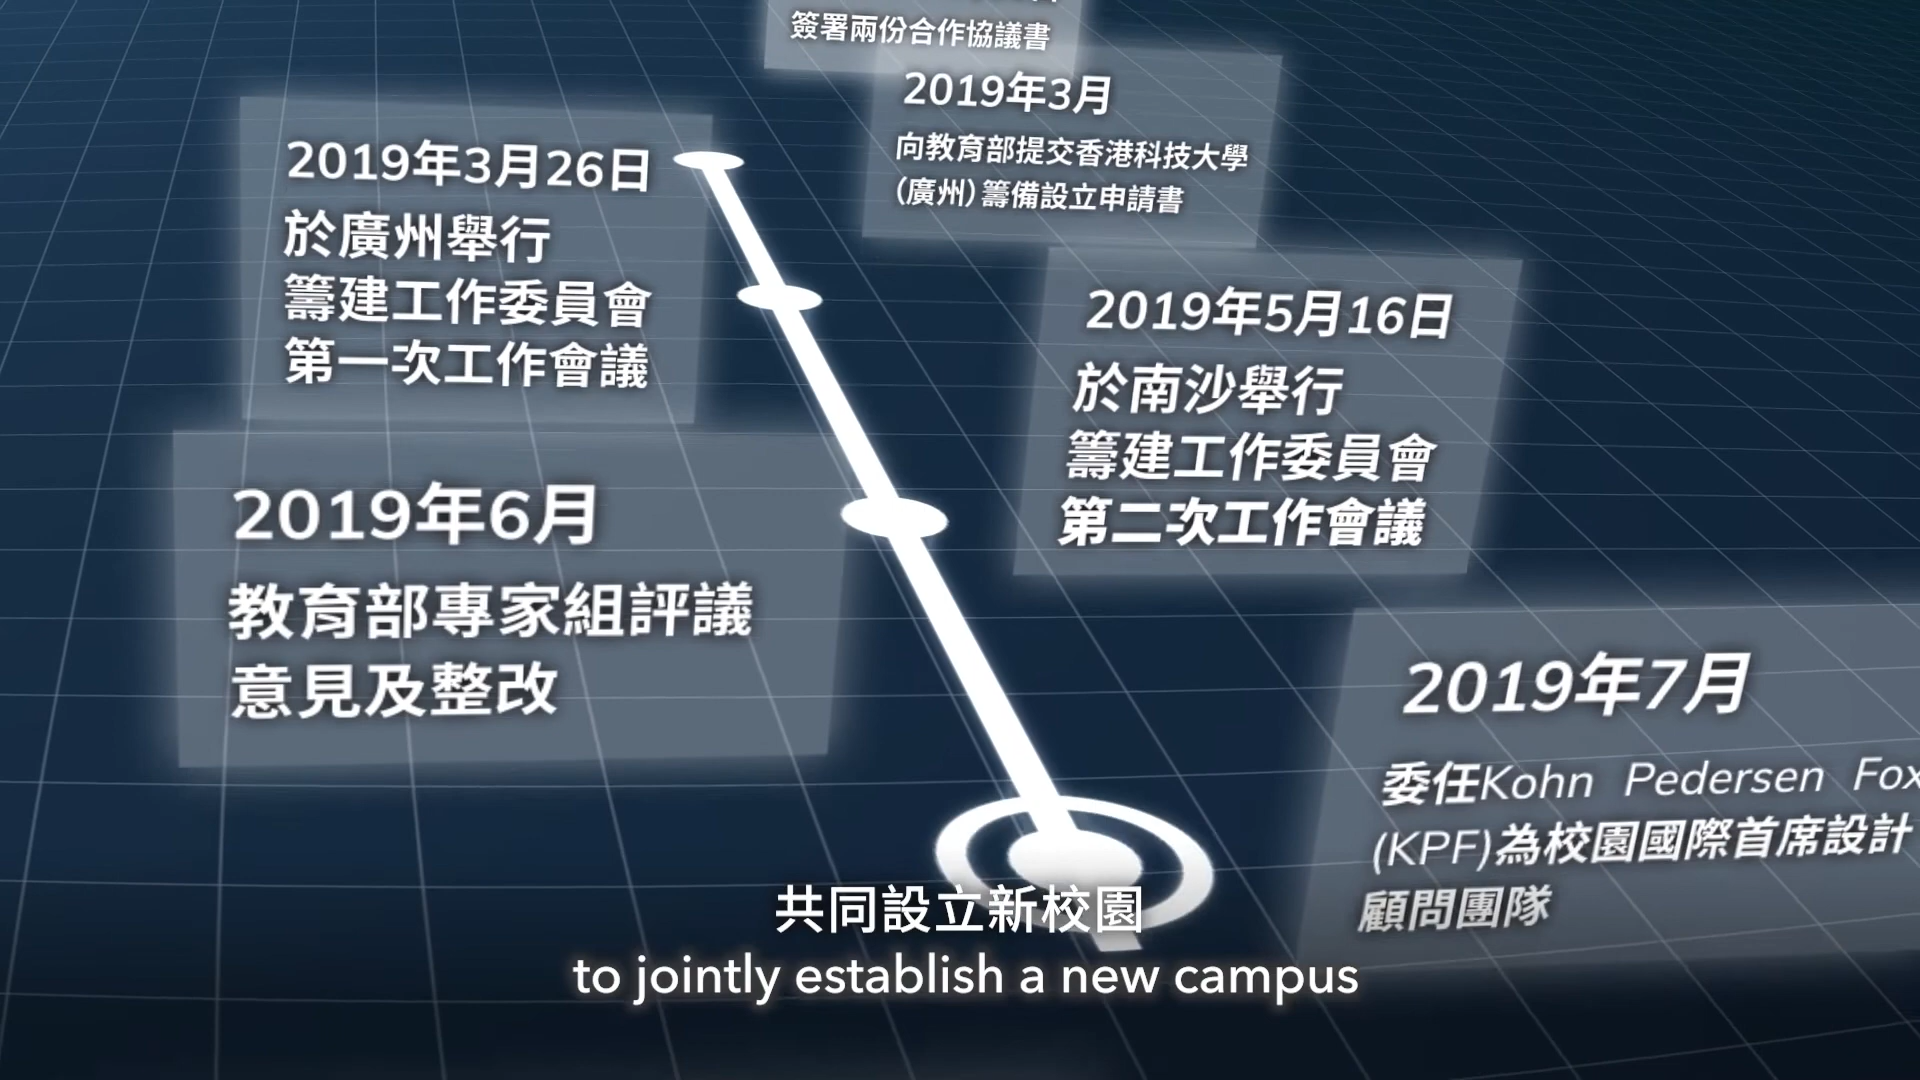 簽署兩份合作協議書
2019年3月
向教育部提交香港科技大學
(廣州)籌備設立申請書
2019年3月26日
於廣州舉行
籌建工作委員會
第一次工作會議
2019年5月16日
於南沙舉行
籌建工作委員會
第二次工作會議
2019年6月
教育部專家組評議
意見及整改
2019年7月
委任Kohn Pedersen Fox
(KPF)為校園國際首席設計
顧問團隊
共同設立新校園
to jointly establish a new campus